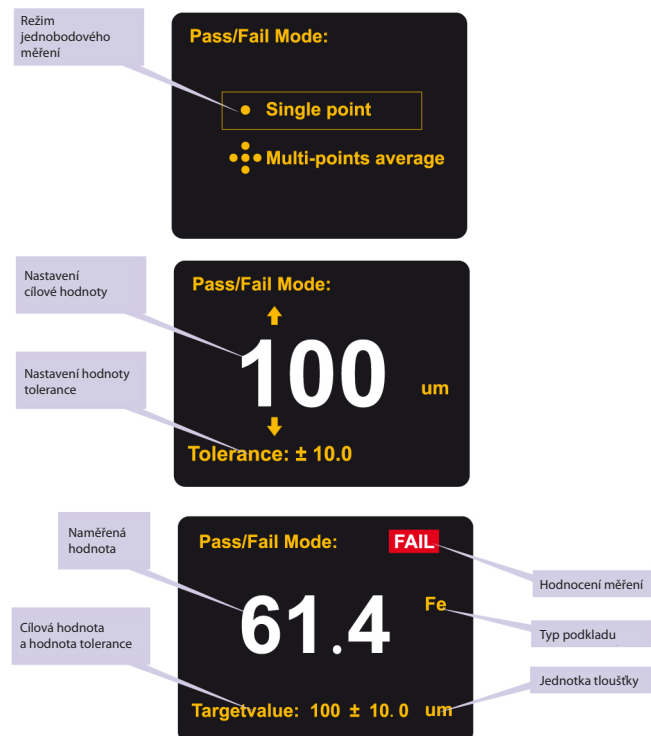 Režim
jednobodového
měření
Pass/Fail Mode:
Single point
Multi-points average
Nastavení
cílové hodnoty
Pass/Fail Mode:
100
um
Nastavení hodnoty
tolerance
Tolerance: ± 10.0
Naměřená
hodnota
Pass/Fail Mode: FAIL
Hodnocení měření
61.4
Fe
Typ podkladu
Cílová hodnota
a hodnota tolerance
Jednotka tloušťky
Targetvalue: 100 ± 10. 0 um